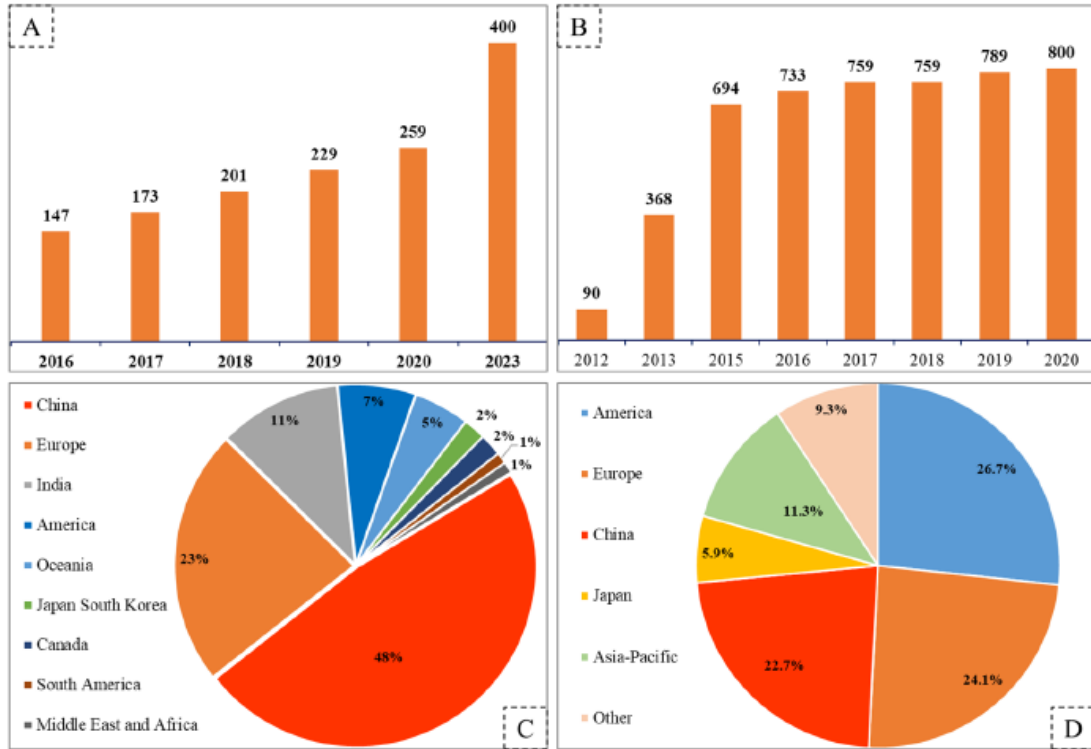 A
147
173
201
229
259
400
2016
2017
2018
2019
2020
2023
B
90
368
694
733
759
759
789
800
2012
2013
2015
2016
2017
2018
2019
2020
China
Europe
India
America
Oceania
Japan South Korea
Canada
South America
Middle East and Africa
11%
7%
5%
2%
2%
1%
1%
23%
48%
C
America
Europe
China
Japan
Asia-Pacific
Other
9.3%
26.7%
11.3%
5.9%
22.7%
24.1%
D